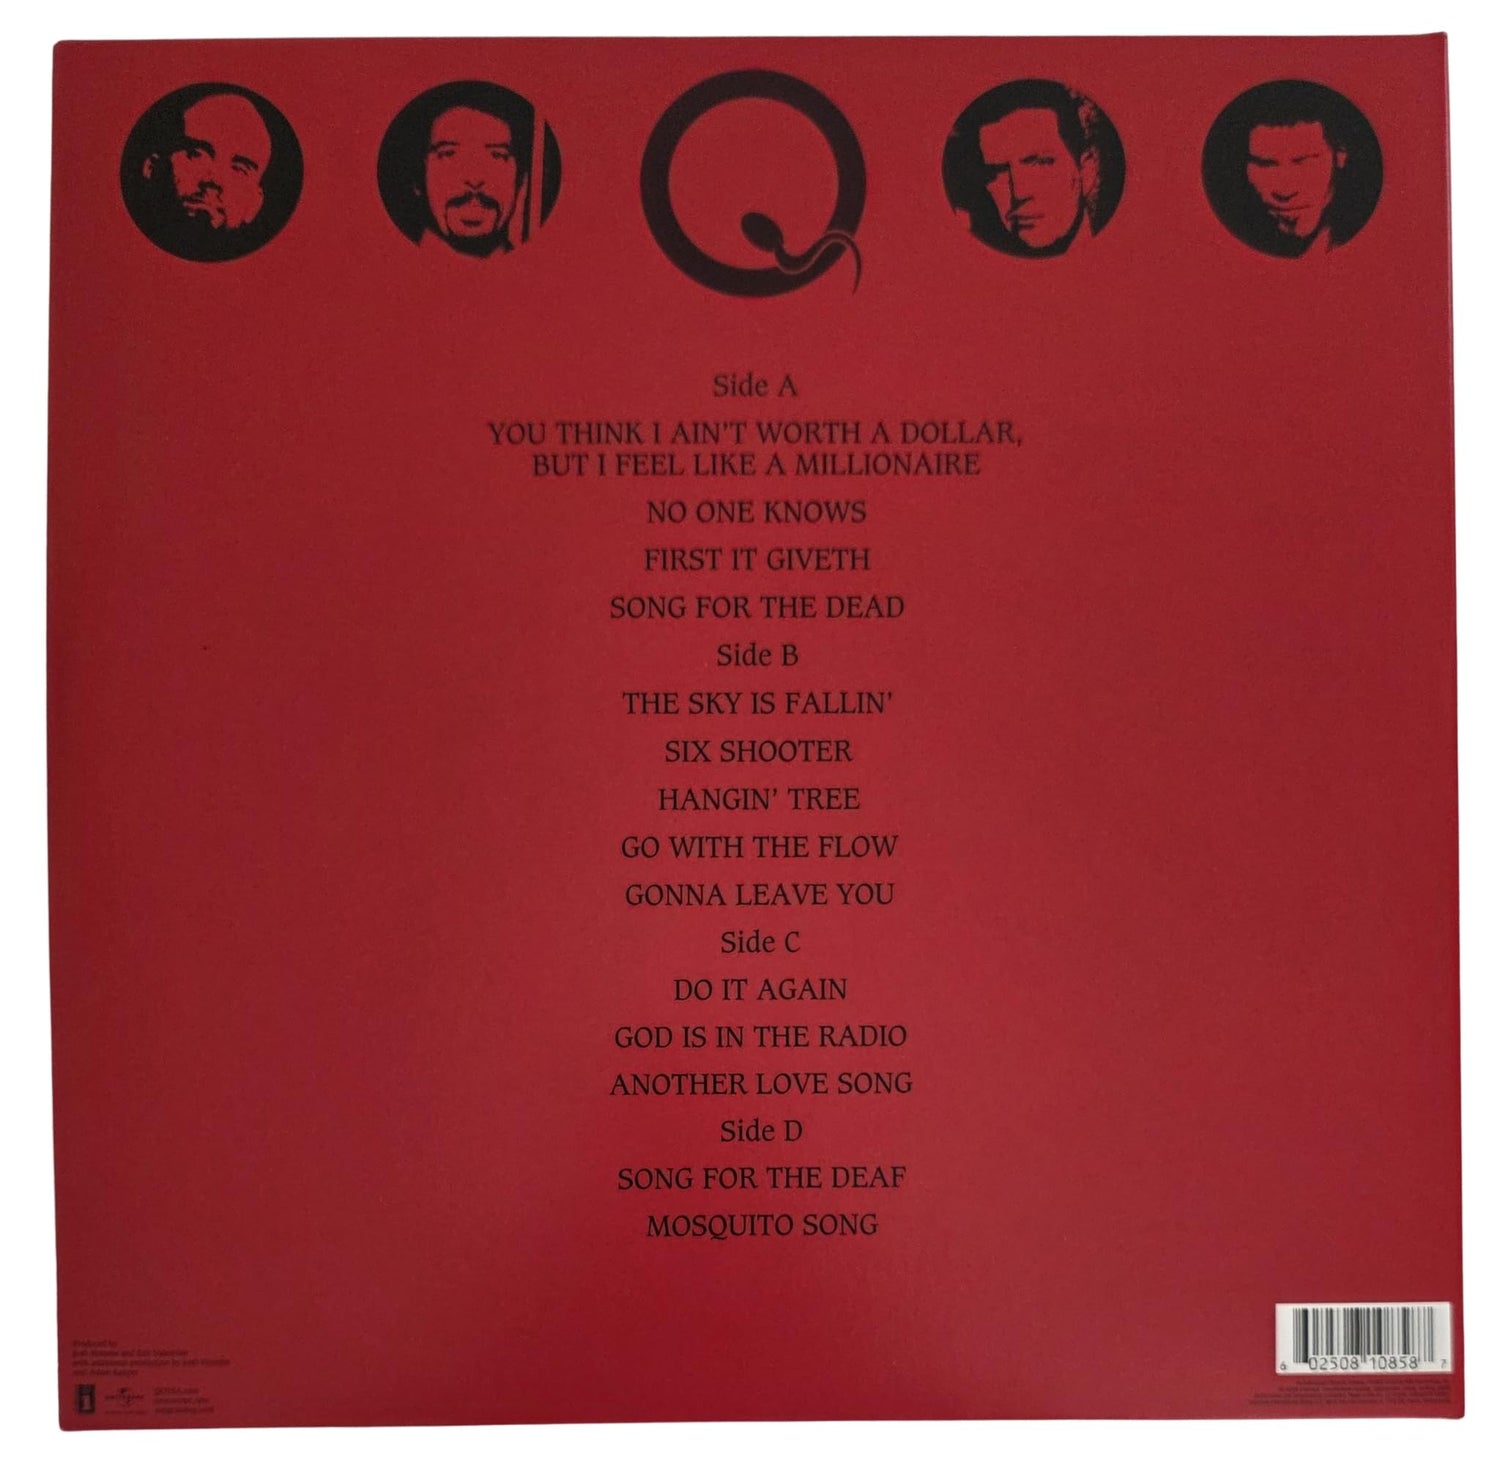 Side A
YOU THINK I AIN'T WORTH A DOLLAR,
BUT I FEEL LIKE A MILLIONAIRE
NO ONE KNOWS
FIRST IT GIVETH
SONG FOR THE DEAD
Side B
THE SKY IS FALLIN'
SIX SHOOTER
HANGIN' TREE
GO WITH THE FLOW
GONNA LEAVE YOU
Side C
DO IT AGAIN
GOD IS IN THE RADIO
ANOTHER LOVE SONG
Side D
SONG FOR THE DEAF
MOSQUITO SONG
Produced by
6 02508 10858 7